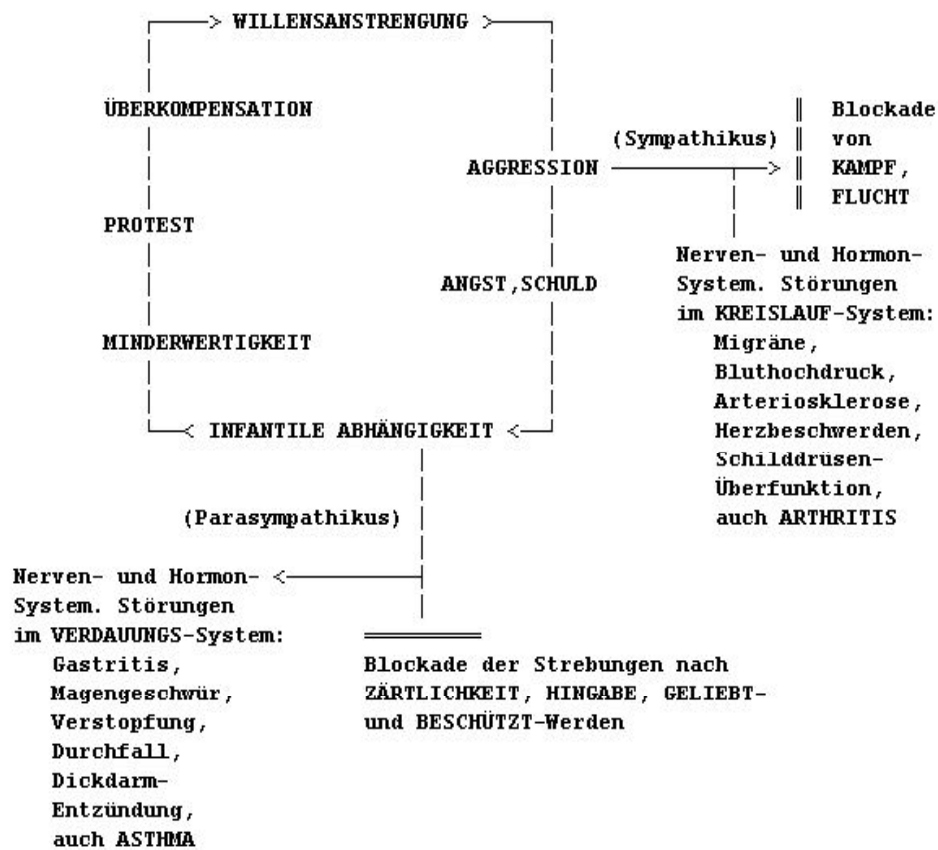 WILLENSANSTRENGUNG
ÜBERKOMPENSATION
Blockade
(Sympathikus) von
AGGRESSION KAMPF,
FLUCHT
PROTEST
Nerven- und Hormon-
ANGST,SCHULD System. Störungen
im KREISLAUF-System:
MINDERWERTIGKEIT Migräne,
Bluthochdruck,
Arteriosklerose,
INFANTILE ABHÄNGIGKEIT Herzbeschwerden,
Schilddrüsen-
Überfunktion,
(Parasympathikus) auch ARTHRITIS
Nerven- und Hormon-
System. Störungen
im VERDAUUNGS-System:
Gastritis,
Magengeschwür,
Verstopfung,
Durchfall,
Dickdarm-
Entzündung,
auch ASTHMA
Blockade der Strebungen nach
ZÄRTLICHKEIT, HINGABE, GELIEBT-
und BESCHÜTZT-Werden